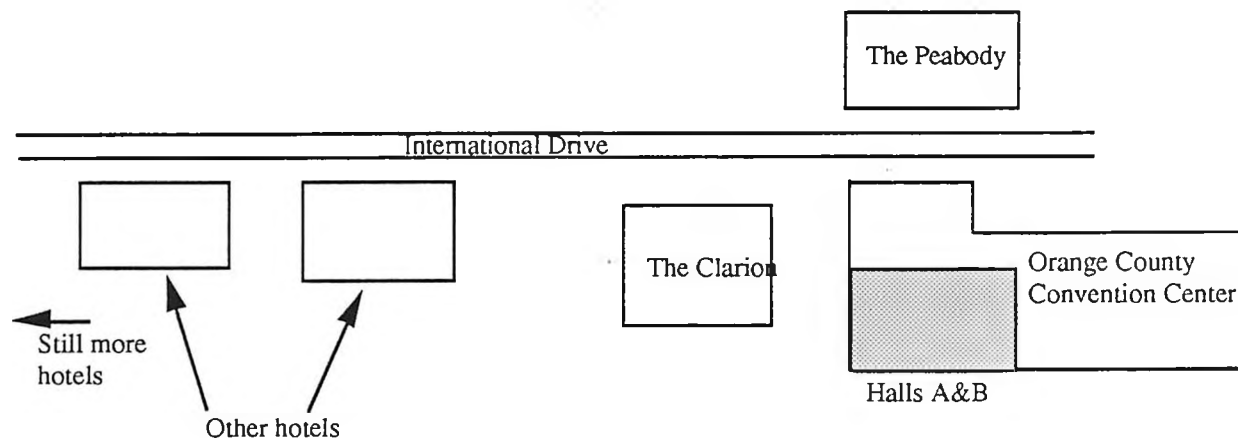 The Peabody
International Drive
The Clarion
Orange County
Convention Center
Still more
hotels
Halls A&B
Other hotels